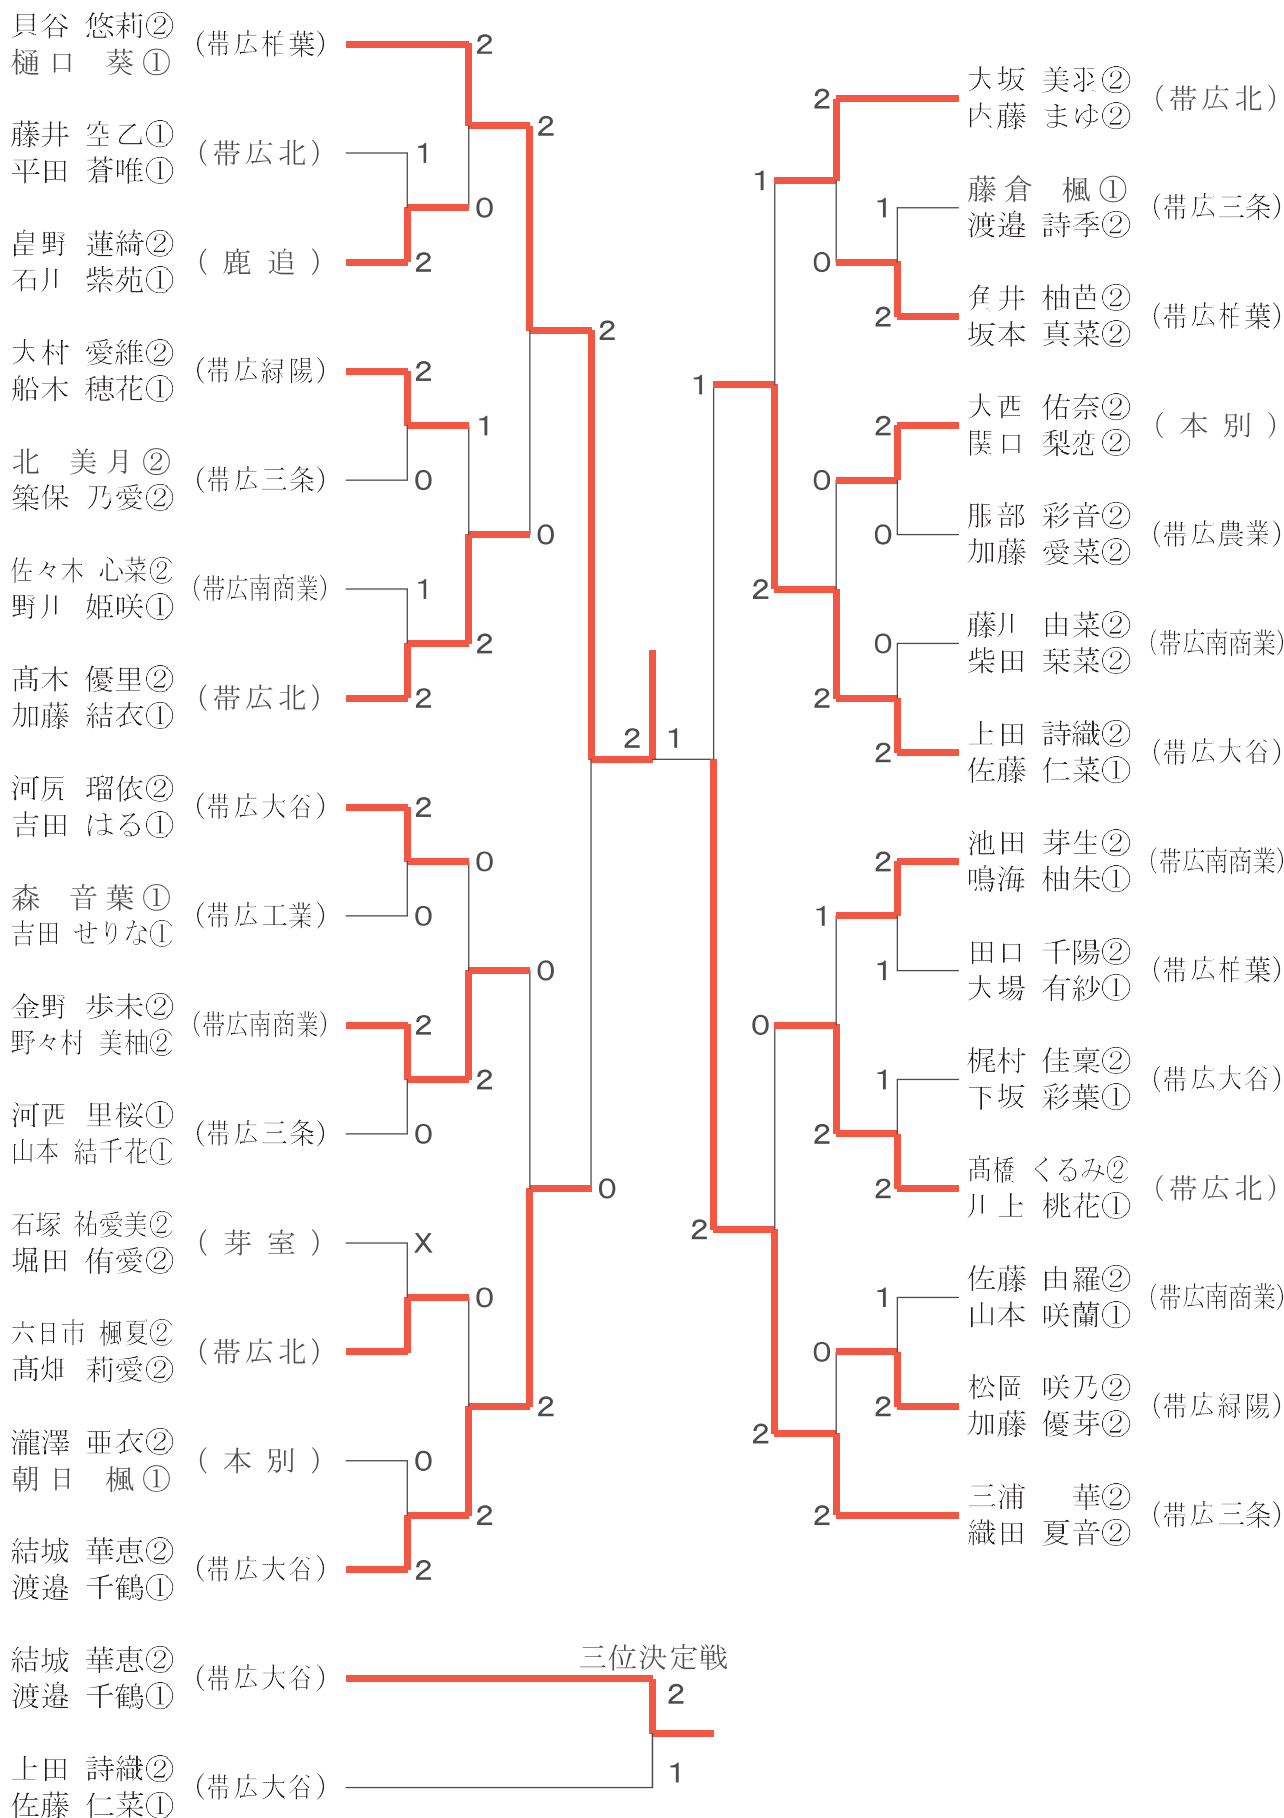 貝谷 悠莉②
樋口 葵①
(帯広柏葉)
2
藤井 空乙①
平田 蒼唯①
(帯広北)
1
2
0
畠野 蓮綺②
石川 紫苑①
(鹿追)
2
2
大村 愛維②
船木 穂花①
(帯広緑陽)
2
1
北 美月②
築保 乃愛②
(帯広三条)
0
0
佐々木 心菜②
野川 姫咲①
(帯広南商業)
1
2
髙木 優里②
加藤 結衣①
(帯広北)
2
2
1
河尻 瑠依②
吉田 はる①
(帯広大谷)
2
0
森 音葉①
吉田 せりな①
(帯広工業)
0
0
金野 歩未②
野々村 美柚②
(帯広南商業)
2
2
河西 里桜①
山本 結千花①
(帯広三条)
0
0
石塚 祐愛美②
堀田 侑愛②
(芽室)
X
0
六日市 楓夏②
髙畑 莉愛②
(帯広北)
2
瀧澤 亜衣②
朝日 楓①
(本別)
0
2
結城 華恵②
渡邉 千鶴①
(帯広大谷)
2
大坂 美羽②
内藤 まゆ②
(帯広北)
2
1
藤倉 楓①
渡邉 詩季②
(帯広三条)
1
0
角井 柚芭②
坂本 真菜②
(帯広柏葉)
2
1
大西 佑奈②
関口 梨恋②
(本別)
2
0
服部 彩音②
加藤 愛菜②
(帯広農業)
0
2
藤川 由菜②
柴田 栞菜②
(帯広南商業)
0
2
上田 詩織②
佐藤 仁菜①
(帯広大谷)
2
池田 芽生②
鳴海 柚朱①
(帯広南商業)
2
1
田口 千陽②
大場 有紗①
(帯広柏葉)
1
0
梶村 佳稟②
下坂 彩葉①
(帯広大谷)
1
2
髙橋 くるみ②
川上 桃花①
(帯広北)
2
2
佐藤 由羅②
山本 咲蘭①
(帯広南商業)
1
0
松岡 咲乃②
加藤 優芽②
(帯広緑陽)
2
2
三浦 華②
織田 夏音②
(帯広三条)
2
三位決定戦
結城 華恵②
渡邉 千鶴①
(帯広大谷)
2
上田 詩織②
佐藤 仁菜①
(帯広大谷)
1